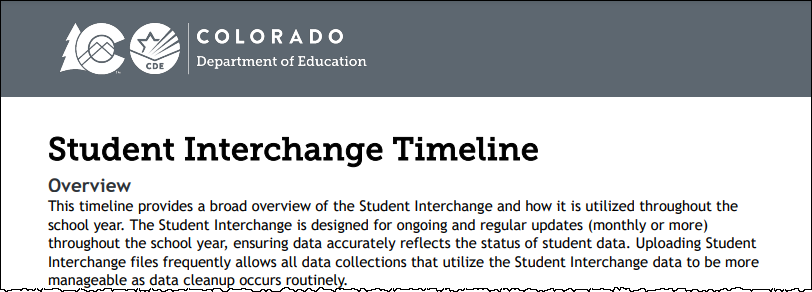 COLORADO
Department of Education
CDE
Student Interchange Timeline
Overview
This timeline provides a broad overview of the Student Interchange and how it is utilized throughout the
school year. The Student Interchange is designed for ongoing and regular updates (monthly or more)
throughout the school year, ensuring data accurately reflects the status of student data. Uploading Student
Interchange files frequently allows all data collections that utilize the Student Interchange data to be more
manageable as data cleanup occurs routinely.